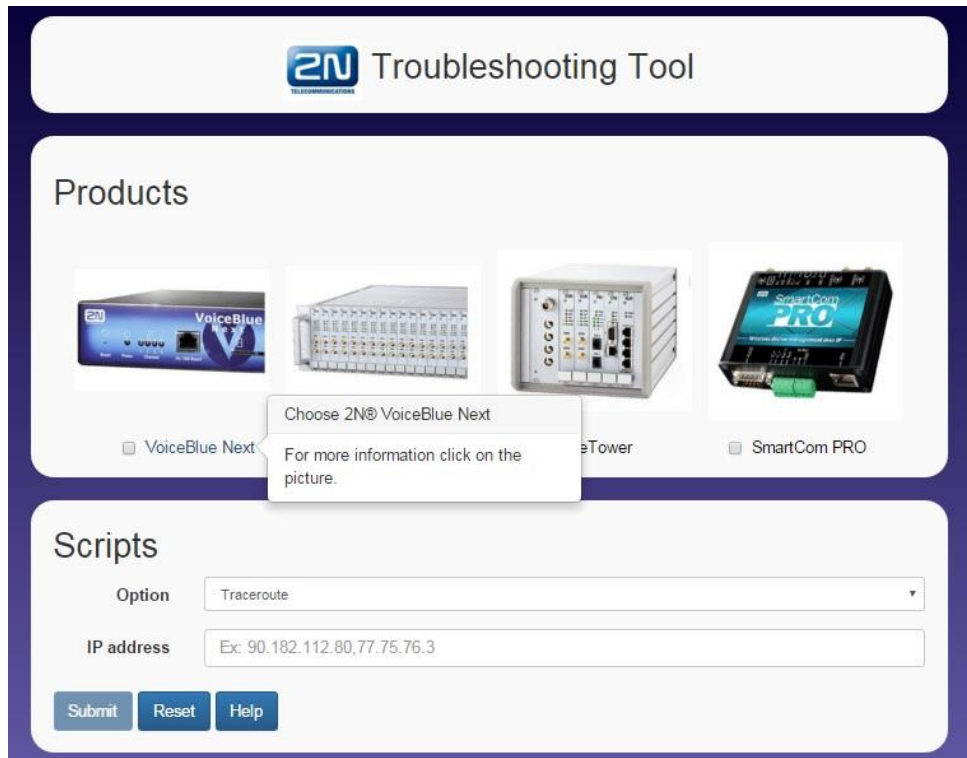 2N Troubleshooting Tool
TELECOMMUNICATIONS
Products
2N
VoiceBlue
Next
SmartCom
PRO
Choose 2N® VoiceBlue Next
For more information click on the
picture.
VoiceBlue Next
eTower
SmartCom PRO
Scripts
Option
Traceroute
IP address
Ex: 90.182.112.80,77.75.76.3
Submit
Reset
Help